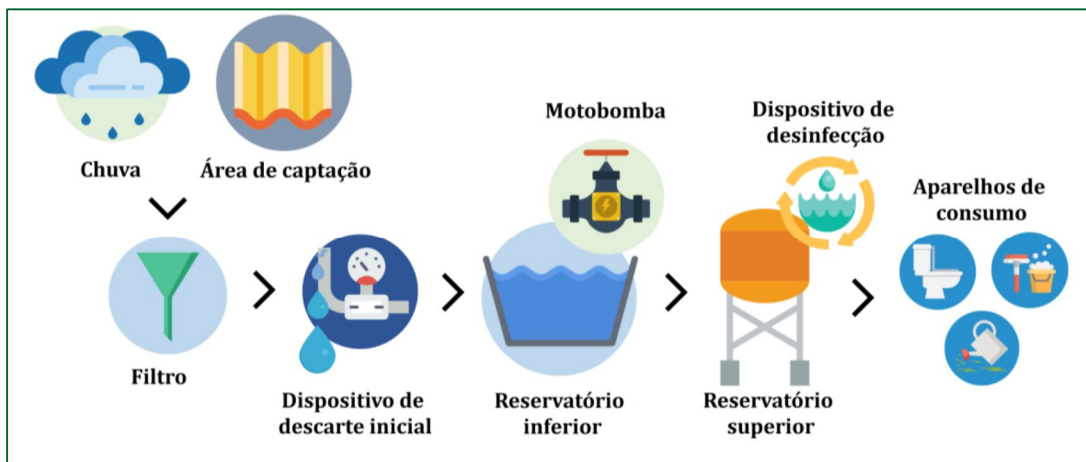 Chuva
Área de captação
Filtro
Dispositivo de
descarte inicial
Motobomba
Reservatório
inferior
Dispositivo de
desinfecção
Reservatório
superior
Aparelhos de
consumo